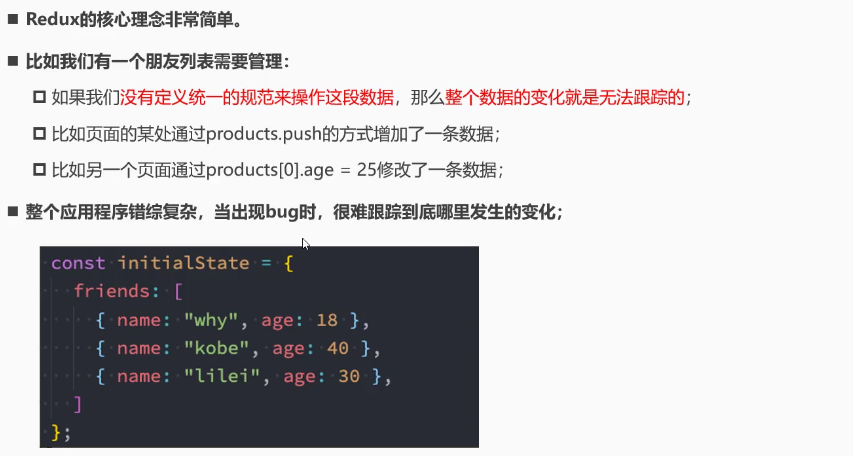 Redux的核心理念非常简单。
比如我们有一个朋友列表需要管理：
如果我们没有定义统一的规范来操作这段数据，那么整个数据的变化就是无法跟踪的；
比如页面的某处通过products.push的方式增加了一条数据；
比如另一个页面通过products[0].age = 25修改了一条数据；
整个应用程序错综复杂，当出现bug时，很难跟踪到底哪里发生的变化；
const initialState = {
friends: [
{ name: "why", age: 18 },
{ name: "kobe", age: 40 },
{ name: "lilei", age: 30 },
]
};